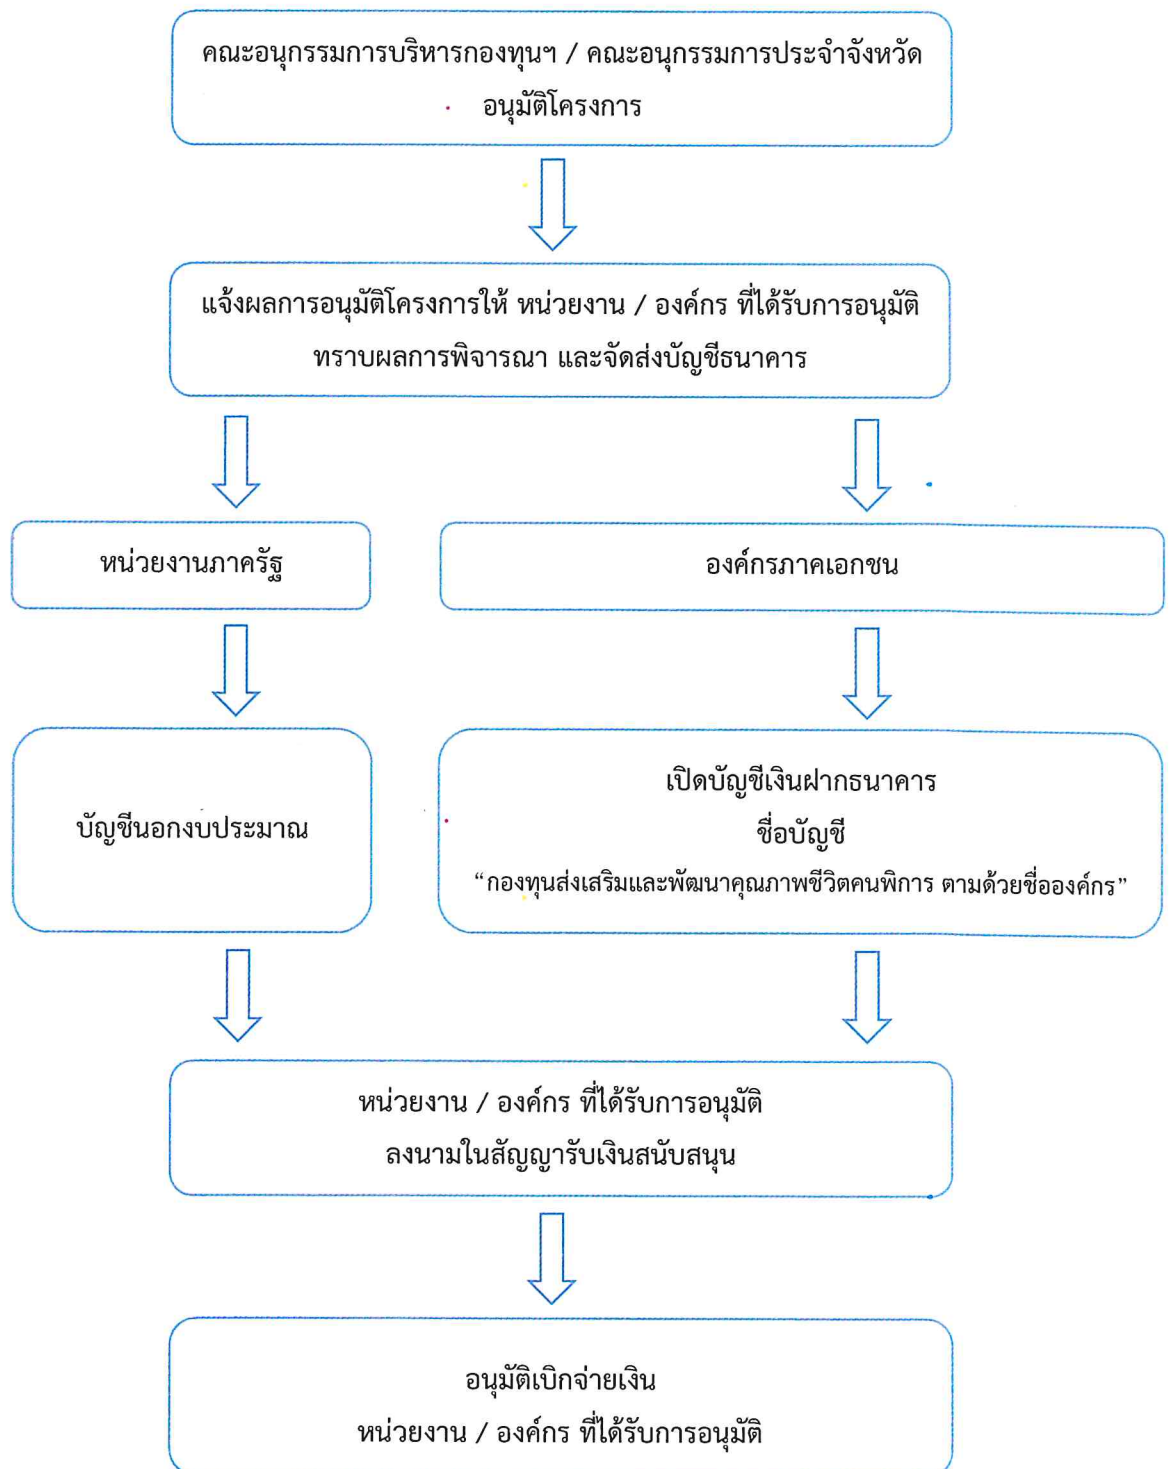 คณะอนุกรรมการบริหารกองทุนฯ / คณะอนุกรรมการประจำจังหวัด
อนุมัติโครงการ
แจ้งผลการอนุมัติโครงการให้ หน่วยงาน / องค์กร ที่ได้รับการอนุมัติ
ทราบผลการพิจารณา และจัดส่งบัญชีธนาคาร
หน่วยงานภาครัฐ
องค์กรภาคเอกชน
บัญชีนอกงบประมาณ
เปิดบัญชีเงินฝากธนาคาร
ชื่อบัญชี
“กองทุนส่งเสริมและพัฒนาคุณภาพชีวิตคนพิการ ตามด้วยชื่อองค์กร”
หน่วยงาน / องค์กร ที่ได้รับการอนุมัติ
ลงนามในสัญญารับเงินสนับสนุน
อนุมัติเบิกจ่ายเงิน
หน่วยงาน / องค์กร ที่ได้รับการอนุมัติ